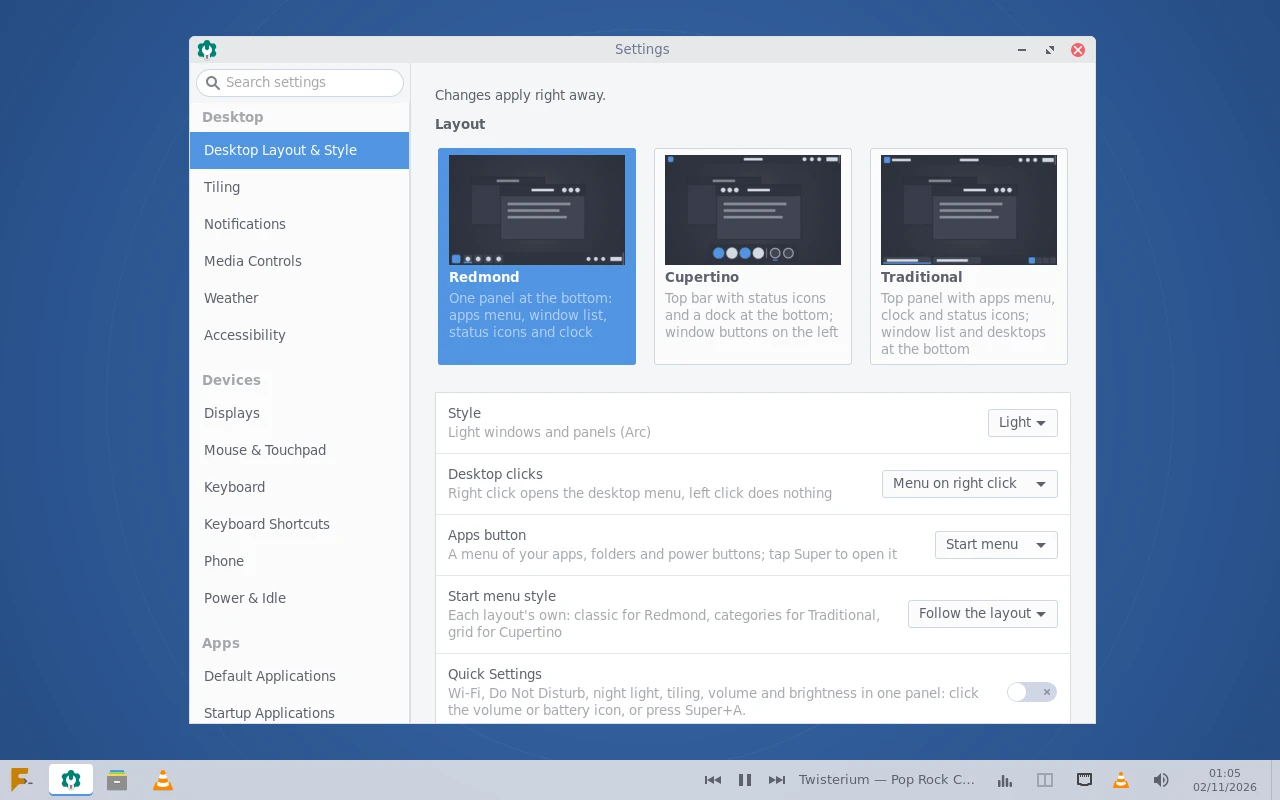 Settings
Search settings
Desktop
Desktop Layout & Style
Tiling
Notifications
Media Controls
Weather
Accessibility
Devices
Displays
Mouse & Touchpad
Keyboard
Keyboard Shortcuts
Phone
Power & Idle
Apps
Default Applications
Startup Applications
Changes apply right away.
Layout
Redmond
One panel at the bottom:
apps menu, window list,
status icons and clock
Cupertino
Top bar with status icons
and a dock at the bottom;
window buttons on the left
Traditional
Top panel with apps menu,
clock and status icons;
window list and desktops
at the bottom
Style
Light windows and panels (Arc)
Light
Desktop clicks
Right click opens the desktop menu, left click does nothing
Menu on right click
Apps button
A menu of your apps, folders and power buttons; tap Super to open it
Start menu
Start menu style
Each layout's own: classic for Redmond, categories for Traditional,
grid for Cupertino
Follow the layout
Quick Settings
Wi-Fi, Do Not Disturb, night light, tiling, volume and brightness in one panel: click
the volume or battery icon, or press Super+A.
Twisterium — Pop Rock C...
01:05
02/11/2026